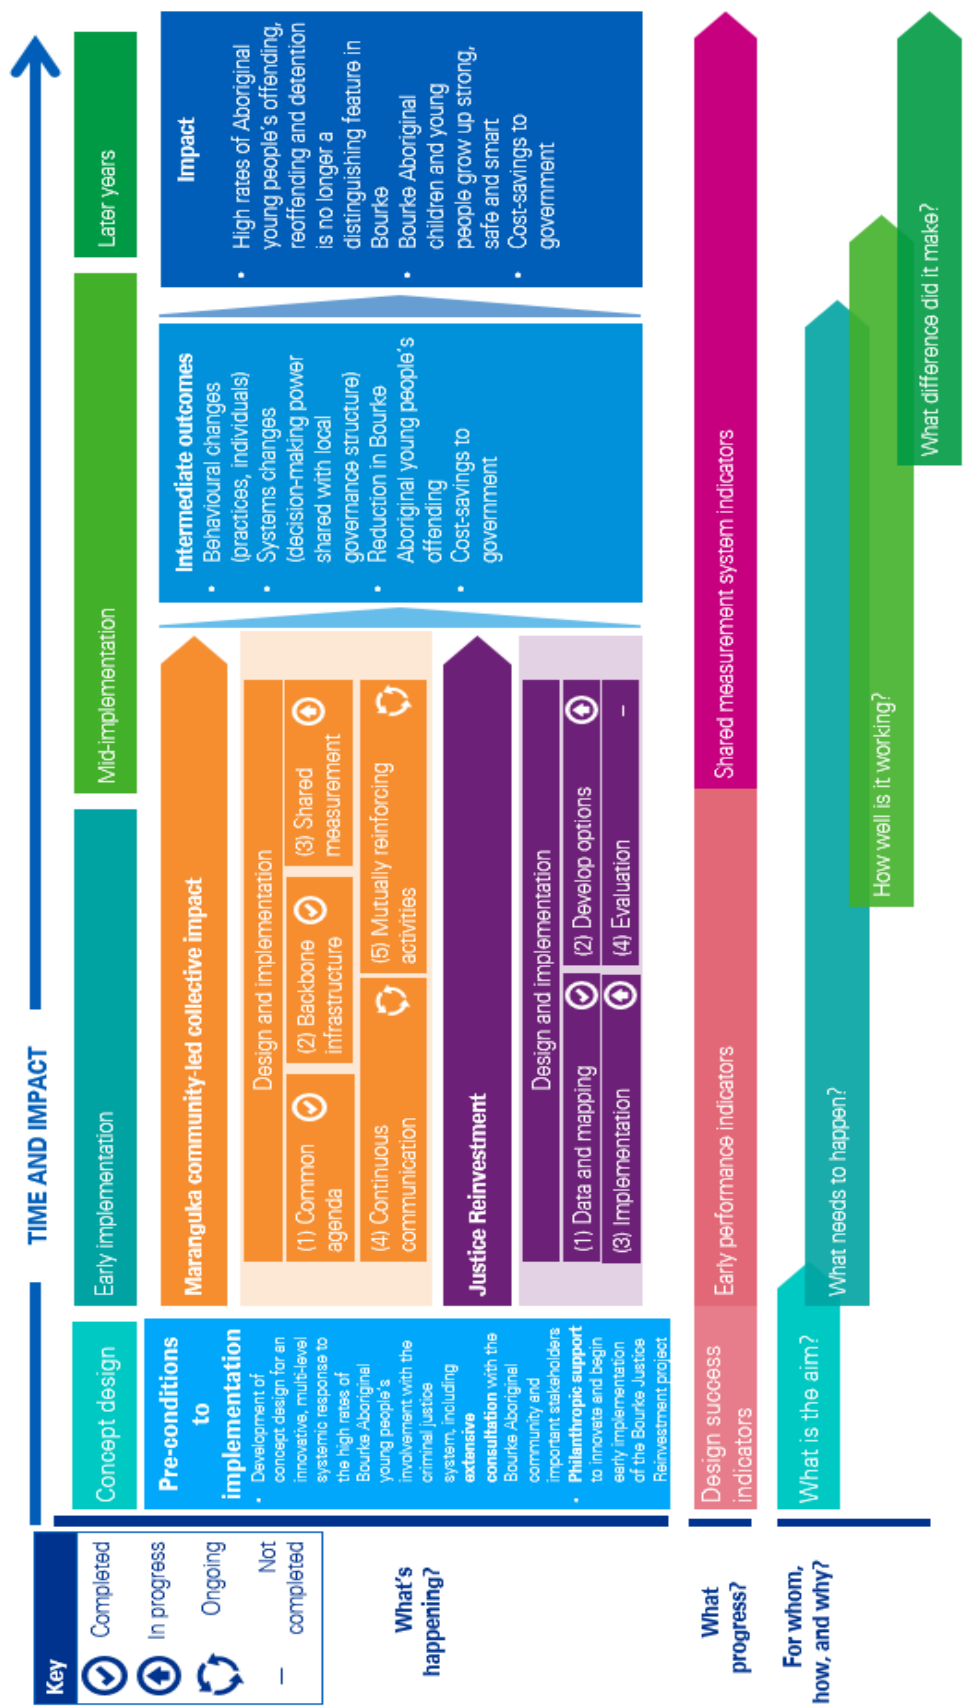 TIME AND IMPACT
Concept design
Early implementation
Mid-implementation
Later years
Key
Completed
In progress
Ongoing
–
Not
completed
What's
happening?
Pre-conditions
to
implementation
• Development of
concept design for an
innovative, multi-level
systemic response to
the high rates of
Bourke Aboriginal
young people's
involvement with the
criminal justice
system, including
extensive
consultation with the
Bourke Aboriginal
community and
important stakeholders
• Philanthropic support
to innovate and begin
early implementation
of the Bourke Justice
Reinvestment project
Maranguka community-led collective impact
Design and implementation
(1) Common
agenda
(2) Backbone
infrastructure
(3) Shared
measurement
(4) Continuous
communication
(5) Mutually reinforcing
activities
Justice Reinvestment
Design and implementation
(1) Data and mapping
(2) Develop options
(3) Implementation
(4) Evaluation
–
Intermediate outcomes
• Behavioural changes
(practices, individuals)
• Systems changes
(decision-making power
shared with local
governance structure)
• Reduction in Bourke
Aboriginal young people's
offending
• Cost-savings to
government
Impact
• High rates of Aboriginal
young people's offending,
reoffending and detention
is no longer a
distinguishing feature in
Bourke
• Bourke Aboriginal
children and young
people grow up strong,
safe and smart
• Cost-savings to
government
What
progress?
Design success
indicators
Early performance indicators
Shared measurement system indicators
For whom,
how, and why?
What is the aim?
What needs to happen?
How well is it working?
What difference did it make?